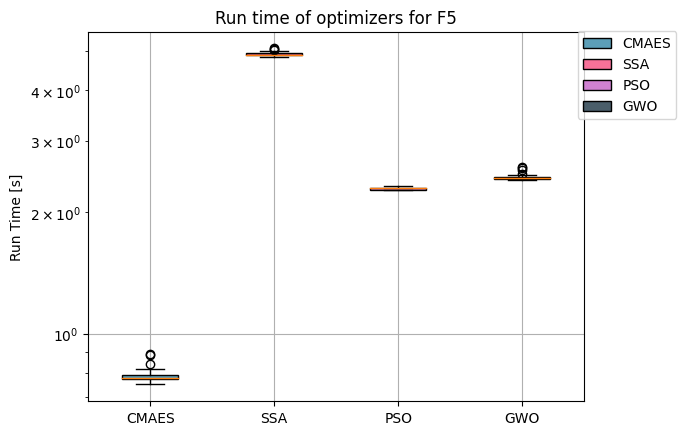 Run time of optimizers for F5
CMAES
SSA
PSO
GWO
4 × 10⁰
3 × 10⁰
2 × 10⁰
10⁰
Run Time [s]
CMAES SSA PSO GWO